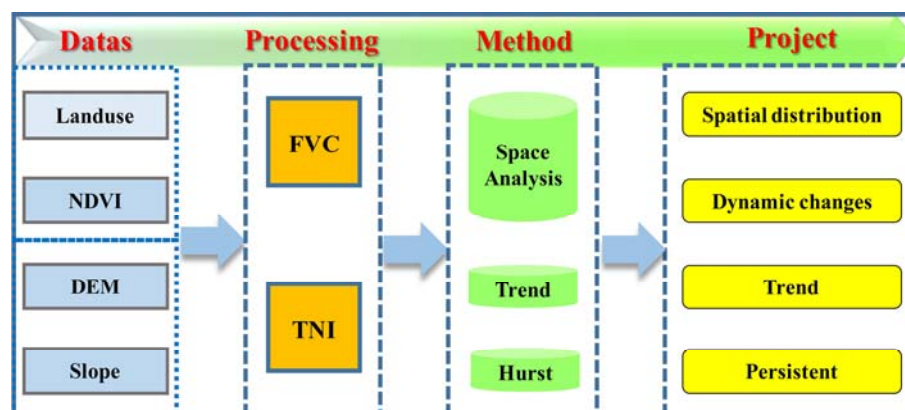 Datas
Processing
Method
Project
Landuse
NDVI
DEM
Slope
FVC
TNI
Space
Analysis
Trend
Hurst
Spatial distribution
Dynamic changes
Trend
Persistent